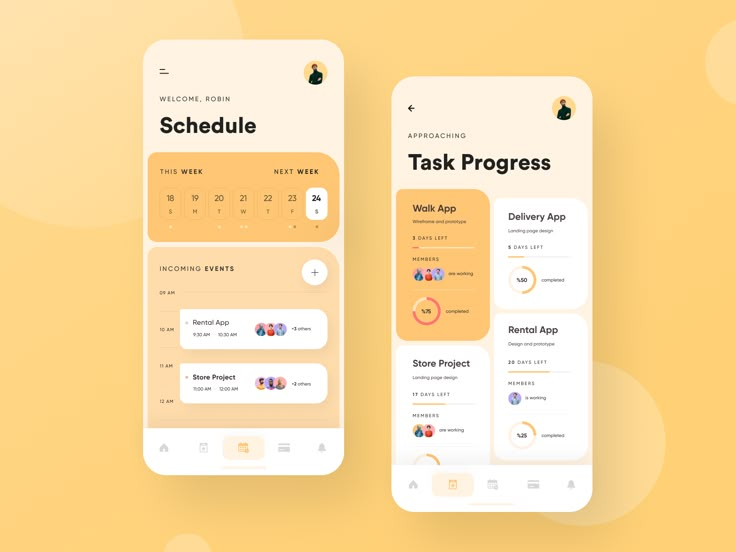 WELCOME, ROBIN
Schedule
THIS WEEK NEXT WEEK
18 19 20 21 22 23 24
S M T W T F S
INCOMING EVENTS
+
09 AM
10 AM
Rental App
9:30 AM 10:30 AM
+3 others
11 AM
Store Project
11:00 AM 12:00 AM
+2 others
12 AM
APPROACHING
Task Progress
Walk App
Wireframe and prototype
3 DAYS LEFT
MEMBERS
are working
%75 completed
Store Project
Landing page design
17 DAYS LEFT
MEMBERS
are working
Delivery App
Landing page design
5 DAYS LEFT
%50 completed
Rental App
Design and prototype
20 DAYS LEFT
MEMBERS
is working
%25 completed